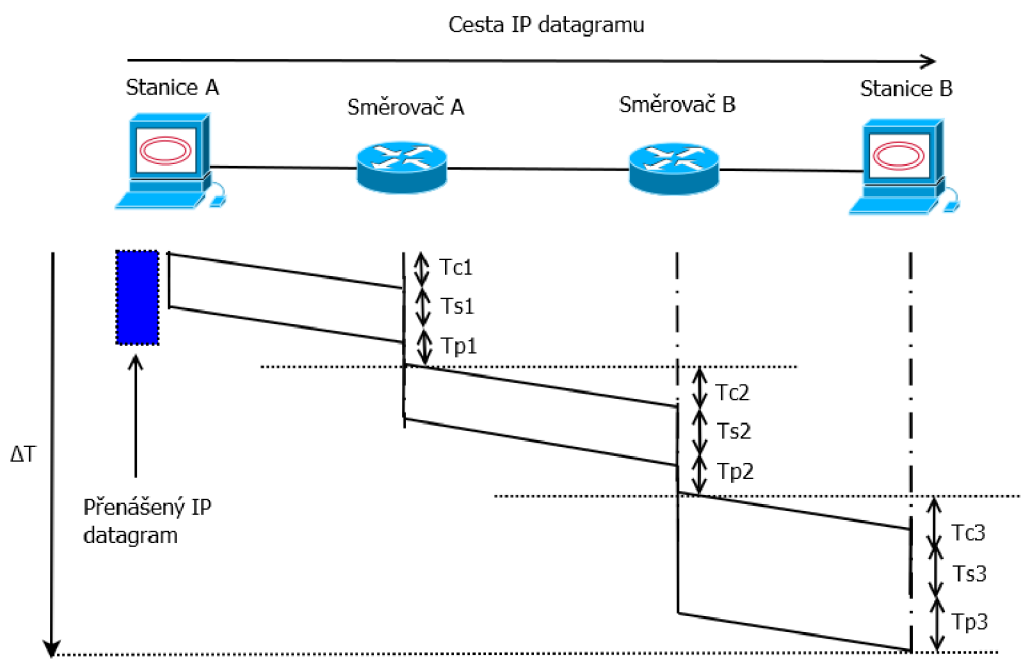 Cesta IP datagramu
Stanice A
Směrovač A
Směrovač B
Stanice B
Tc1
Ts1
Tp1
Tc2
Ts2
Tp2
ΔT
Přenášený IP
datagram
Tc3
Ts3
Tp3